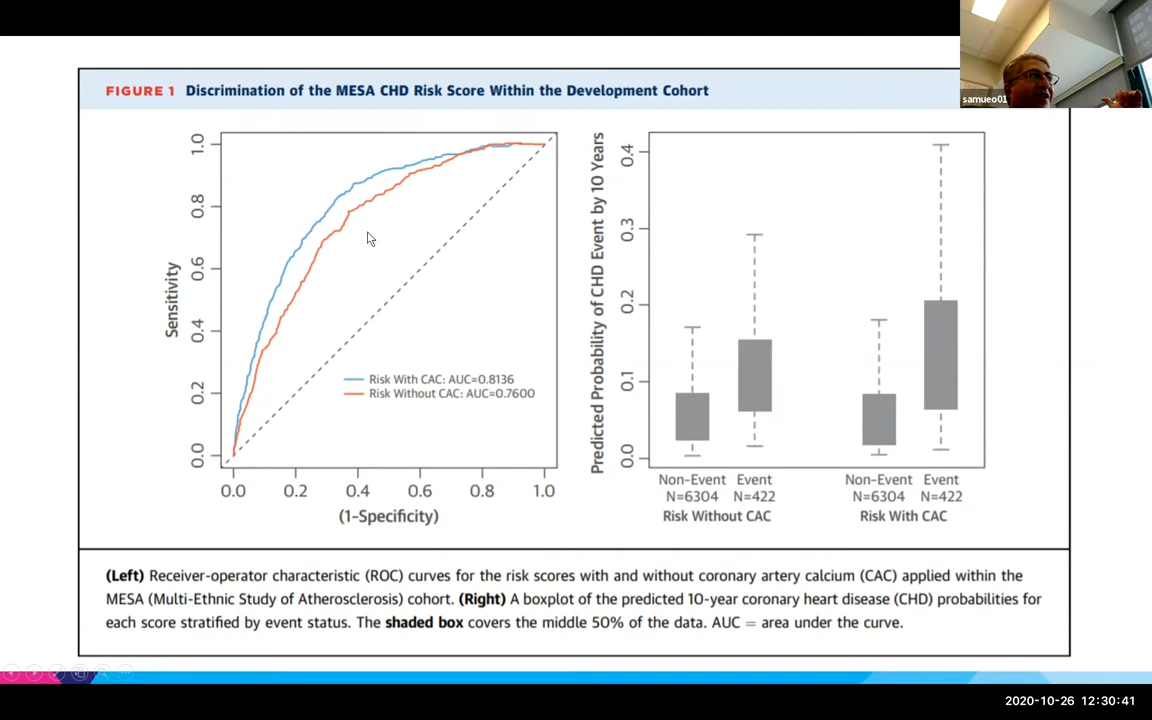 samueo01
FIGURE 1 Discrimination of the MESA CHD Risk Score Within the Development Cohort
Sensitivity
1.0
0.8
0.6
0.4
0.2
0.0
Risk With CAC: AUC=0.8136
Risk Without CAC: AUC=0.7600
0.0 0.2 0.4 0.6 0.8 1.0
(1-Specificity)
Predicted Probability of CHD Event by 10 Years
0.4
0.3
0.2
0.1
0.0
Non-Event Event Non-Event Event
N=6304 N=422 N=6304 N=422
Risk Without CAC Risk With CAC
(Left) Receiver-operator characteristic (ROC) curves for the risk scores with and without coronary artery calcium (CAC) applied within the
MESA (Multi-Ethnic Study of Atherosclerosis) cohort. (Right) A boxplot of the predicted 10-year coronary heart disease (CHD) probabilities for
each score stratified by event status. The shaded box covers the middle 50% of the data. AUC = area under the curve.
2020-10-26 12:30:41